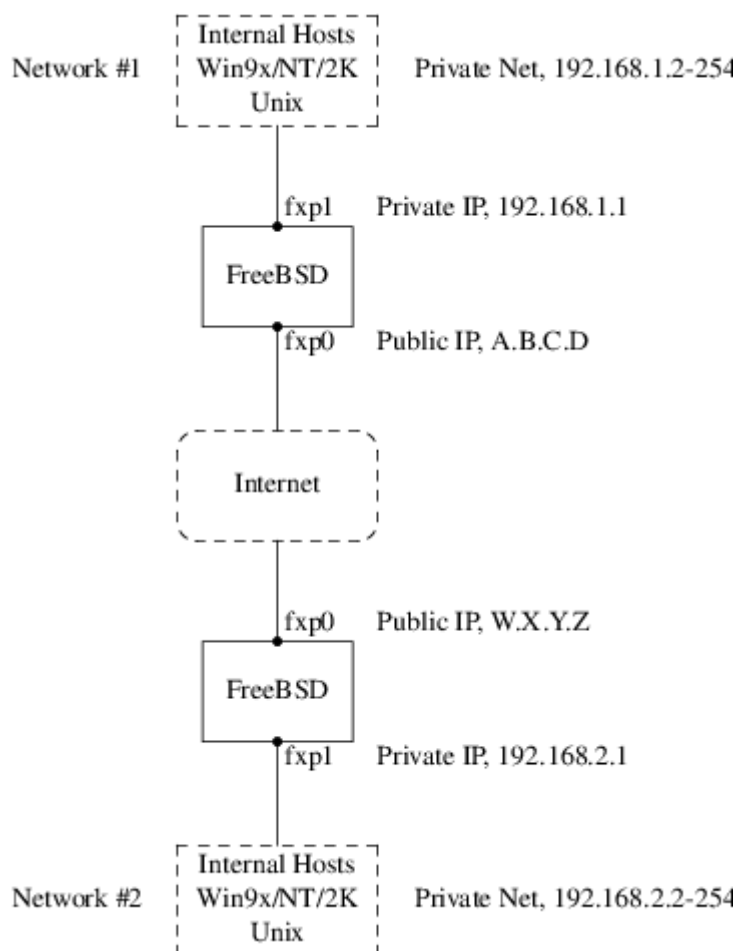 Internal Hosts
Network #1 Win9x/NT/2K Private Net, 192.168.1.2-254
Unix
fxp1 Private IP, 192.168.1.1
FreeBSD
fxp0 Public IP, A.B.C.D
Internet
fxp0 Public IP, W.X.Y.Z
FreeBSD
fxp1 Private IP, 192.168.2.1
Internal Hosts
Network #2 Win9x/NT/2K Private Net, 192.168.2.2-254
Unix